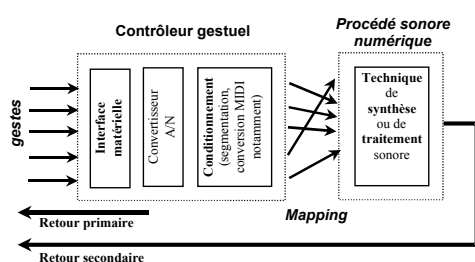 Contrôleur gestuel
Procédé sonore
numérique
gestes
Interface
matérielle
Convertisseur
A/N
Conditionnement
(segmentation,
conversion MIDI
notamment)
Technique
de
synthèse
ou de
traitement
sonore
Mapping
Retour primaire
Retour secondaire